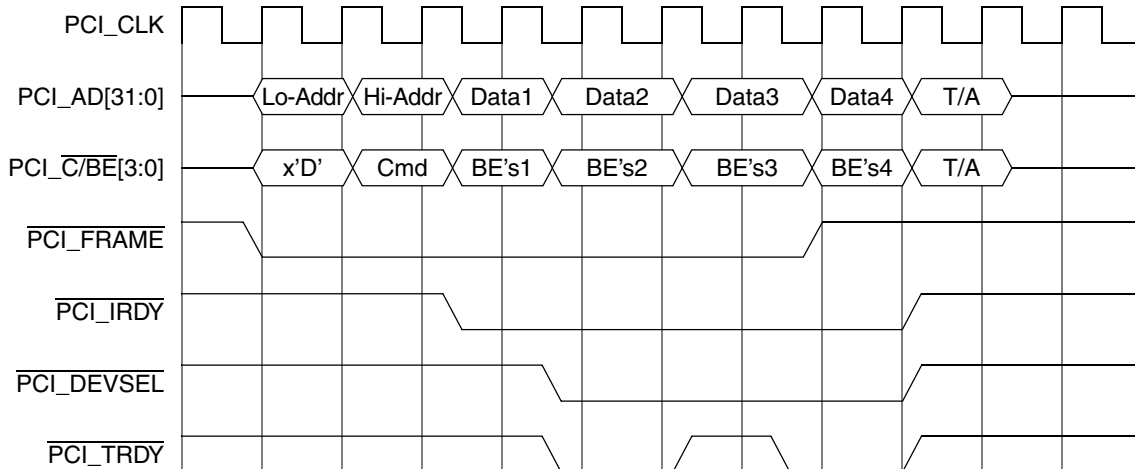 PCI_CLK
PCI_AD[31:0] Lo-Addr Hi-Addr Data1 Data2 Data3 Data4 T/A
PCI_C/BE[3:0] x’D’ Cmd BE’s1 BE’s2 BE’s3 BE’s4 T/A
PCI_FRAME
PCI_IRDY
PCI_DEVSEL
PCI_TRDY